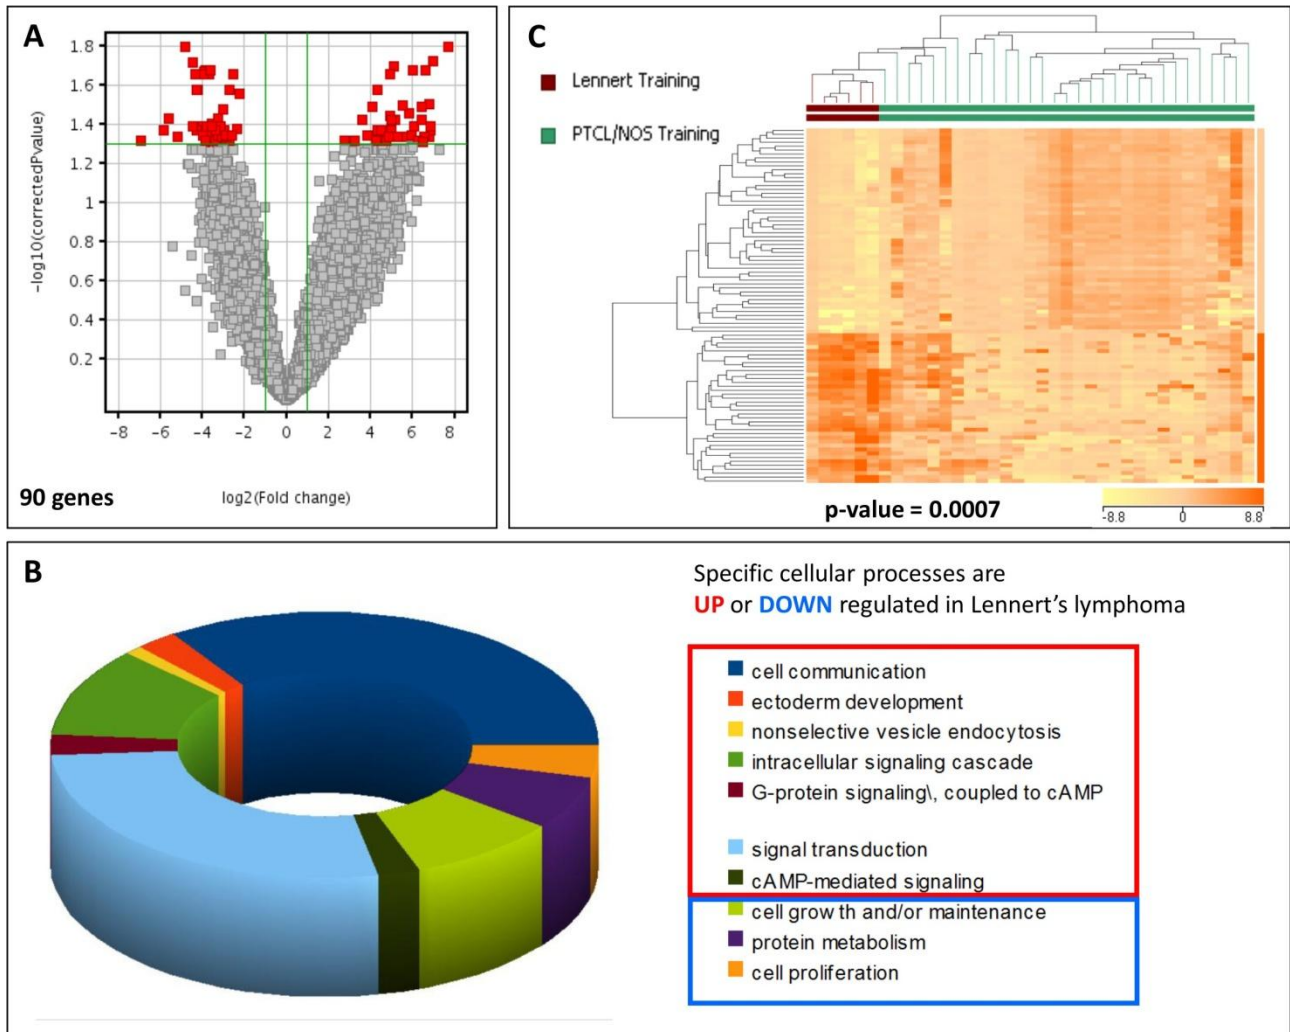 A
1.8
1.6
1.4
1.2
1
0.8
0.6
0.4
0.2
-log10(correctedPvalue)
-8 -6 -4 -2 0 2 4 6 8
log2(Fold change)
90 genes
C
Lennert Training
PTCL/NOS Training
p-value = 0.0007
-8.8 0 8.8
B
Specific cellular processes are
UP or DOWN regulated in Lennert’s lymphoma
cell communication
ectoderm development
nonselective vesicle endocytosis
intracellular signaling cascade
G-protein signaling\, coupled to cAMP
signal transduction
cAMP-mediated signaling
cell growth and/or maintenance
protein metabolism
cell proliferation